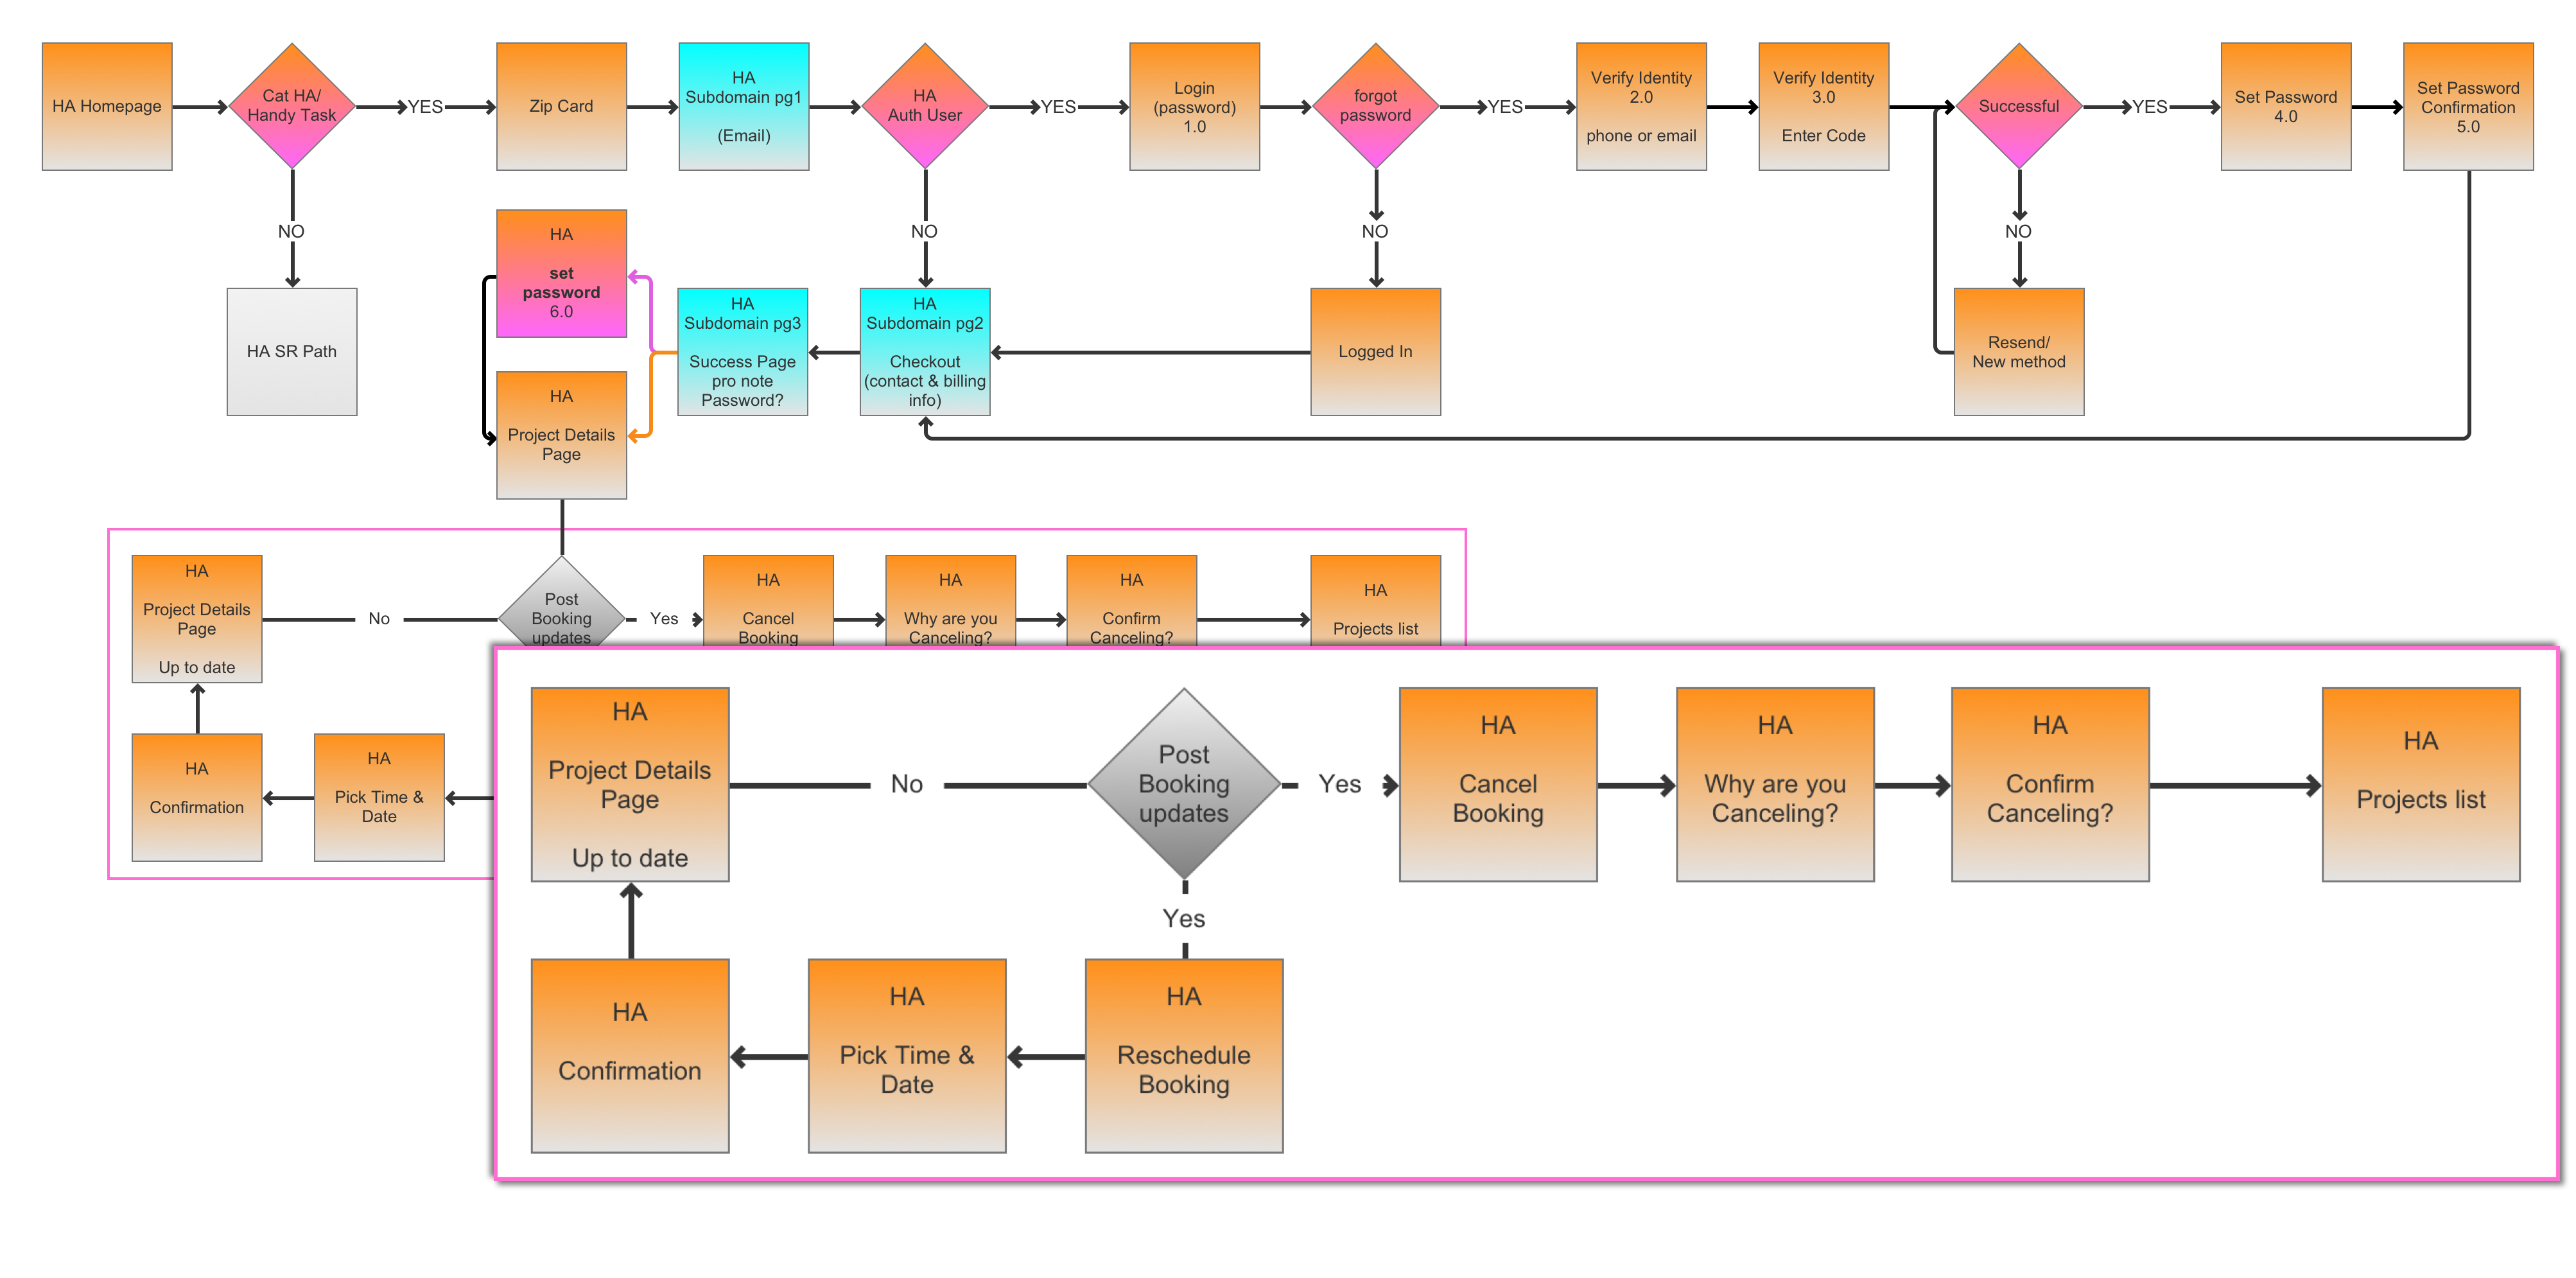 HA Homepage
Cat HA/
Handy Task
YES
Zip Card
HA
Subdomain pg1
(Email)
HA
Auth User
YES
Login
(password)
1.0
forgot
password
YES
Verify Identity
2.0
phone or email
Verify Identity
3.0
Enter Code
Successful
YES
Set Password
4.0
Set Password
Confirmation
5.0
NO
HA SR Path
HA
set
password
6.0
HA
Project Details
Page
HA
Subdomain pg3
Success Page
pro note
Password?
NO
HA
Subdomain pg2
Checkout
(contact & billing
info)
NO
Logged In
NO
Resend/
New method
HA
Project Details
Page
Up to date
No
Post
Booking
updates
Yes
HA
Cancel
Booking
HA
Why are you
Canceling?
HA
Confirm
Canceling?
HA
Projects list
HA
Confirmation
HA
Pick Time &
Date
HA
Project Details
Page
Up to date
No
Post
Booking
updates
Yes
HA
Cancel
Booking
HA
Why are you
Canceling?
HA
Confirm
Canceling?
HA
Projects list
Yes
HA
Confirmation
HA
Pick Time &
Date
HA
Reschedule
Booking